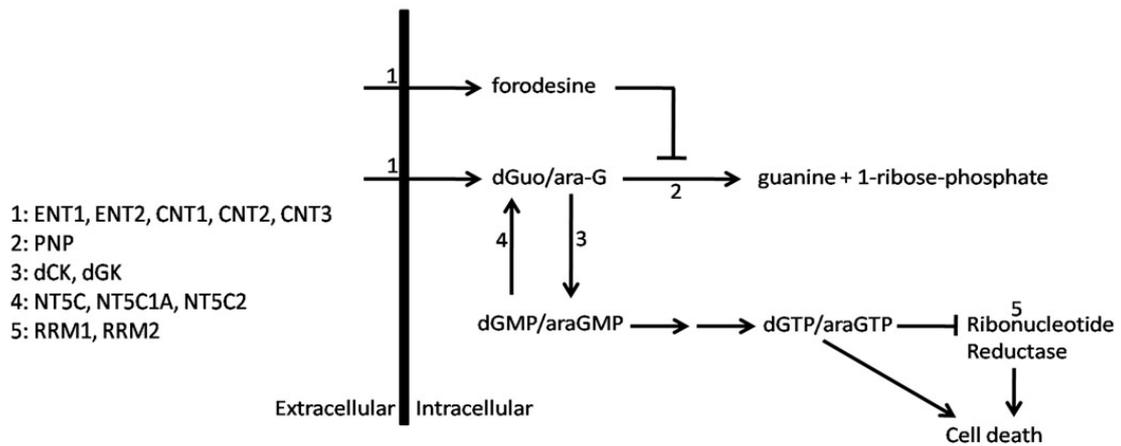 1
forodesine
1
dGuo/ara-G
2
guanine + 1-ribose-phosphate
1: ENT1, ENT2, CNT1, CNT2, CNT3
2: PNP
3: dCK, dGK
4: NT5C, NT5C1A, NT5C2
5: RRM1, RRM2
4
3
dGMP/araGMP
dGTP/araGTP
5
Ribonucleotide
Reductase
Extracellular
Intracellular
Cell death